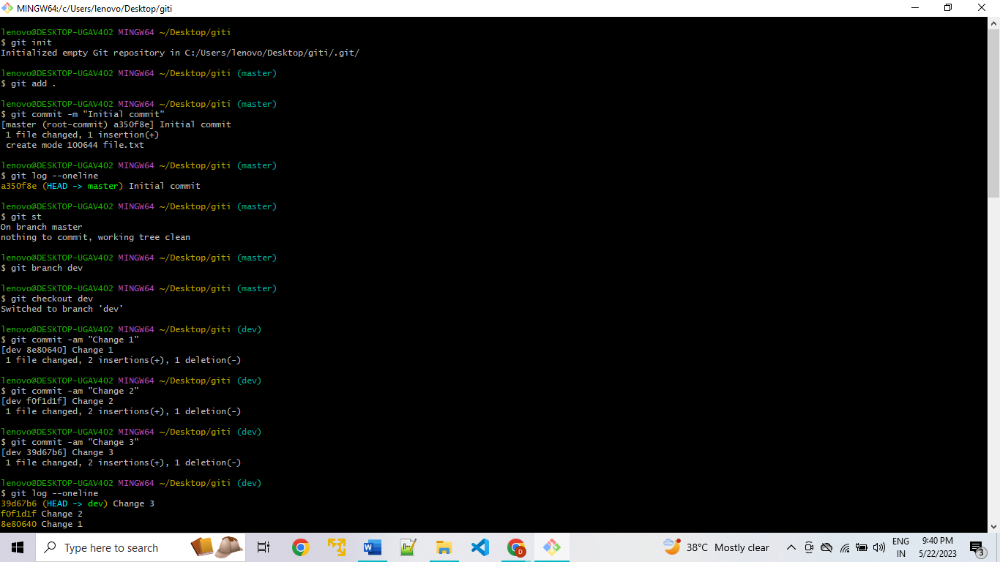 MINGW64:/c/Users/lenovo/Desktop/giti
lenovo@DESKTOP-UGAV4O2 MINGW64 ~/Desktop/giti
$ git init
Initialized empty Git repository in C:/Users/lenovo/Desktop/giti/.git/
lenovo@DESKTOP-UGAV4O2 MINGW64 ~/Desktop/giti (master)
$ git add .
lenovo@DESKTOP-UGAV4O2 MINGW64 ~/Desktop/giti (master)
$ git commit -m "Initial commit"
[master (root-commit) a350f8e] Initial commit
 1 file changed, 1 insertion(+)
 create mode 100644 file.txt
lenovo@DESKTOP-UGAV4O2 MINGW64 ~/Desktop/giti (master)
$ git log --oneline
a350f8e (HEAD -> master) Initial commit
lenovo@DESKTOP-UGAV4O2 MINGW64 ~/Desktop/giti (master)
$ git st
On branch master
nothing to commit, working tree clean
lenovo@DESKTOP-UGAV4O2 MINGW64 ~/Desktop/giti (master)
$ git branch dev
lenovo@DESKTOP-UGAV4O2 MINGW64 ~/Desktop/giti (master)
$ git checkout dev
Switched to branch 'dev'
lenovo@DESKTOP-UGAV4O2 MINGW64 ~/Desktop/giti (dev)
$ git commit -am "Change 1"
[dev 8e80640] Change 1
 1 file changed, 2 insertions(+), 1 deletion(-)
lenovo@DESKTOP-UGAV4O2 MINGW64 ~/Desktop/giti (dev)
$ git commit -am "Change 2"
[dev f0f1d1f] Change 2
 1 file changed, 2 insertions(+), 1 deletion(-)
lenovo@DESKTOP-UGAV4O2 MINGW64 ~/Desktop/giti (dev)
$ git commit -am "Change 3"
[dev 39d67b6] Change 3
 1 file changed, 2 insertions(+), 1 deletion(-)
lenovo@DESKTOP-UGAV4O2 MINGW64 ~/Desktop/giti (dev)
$ git log --oneline
39d67b6 (HEAD -> dev) Change 3
f0f1d1f Change 2
8e80640 Change 1
Type here to search
38°C Mostly clear
ENG
IN
9:40 PM
5/22/2023
3